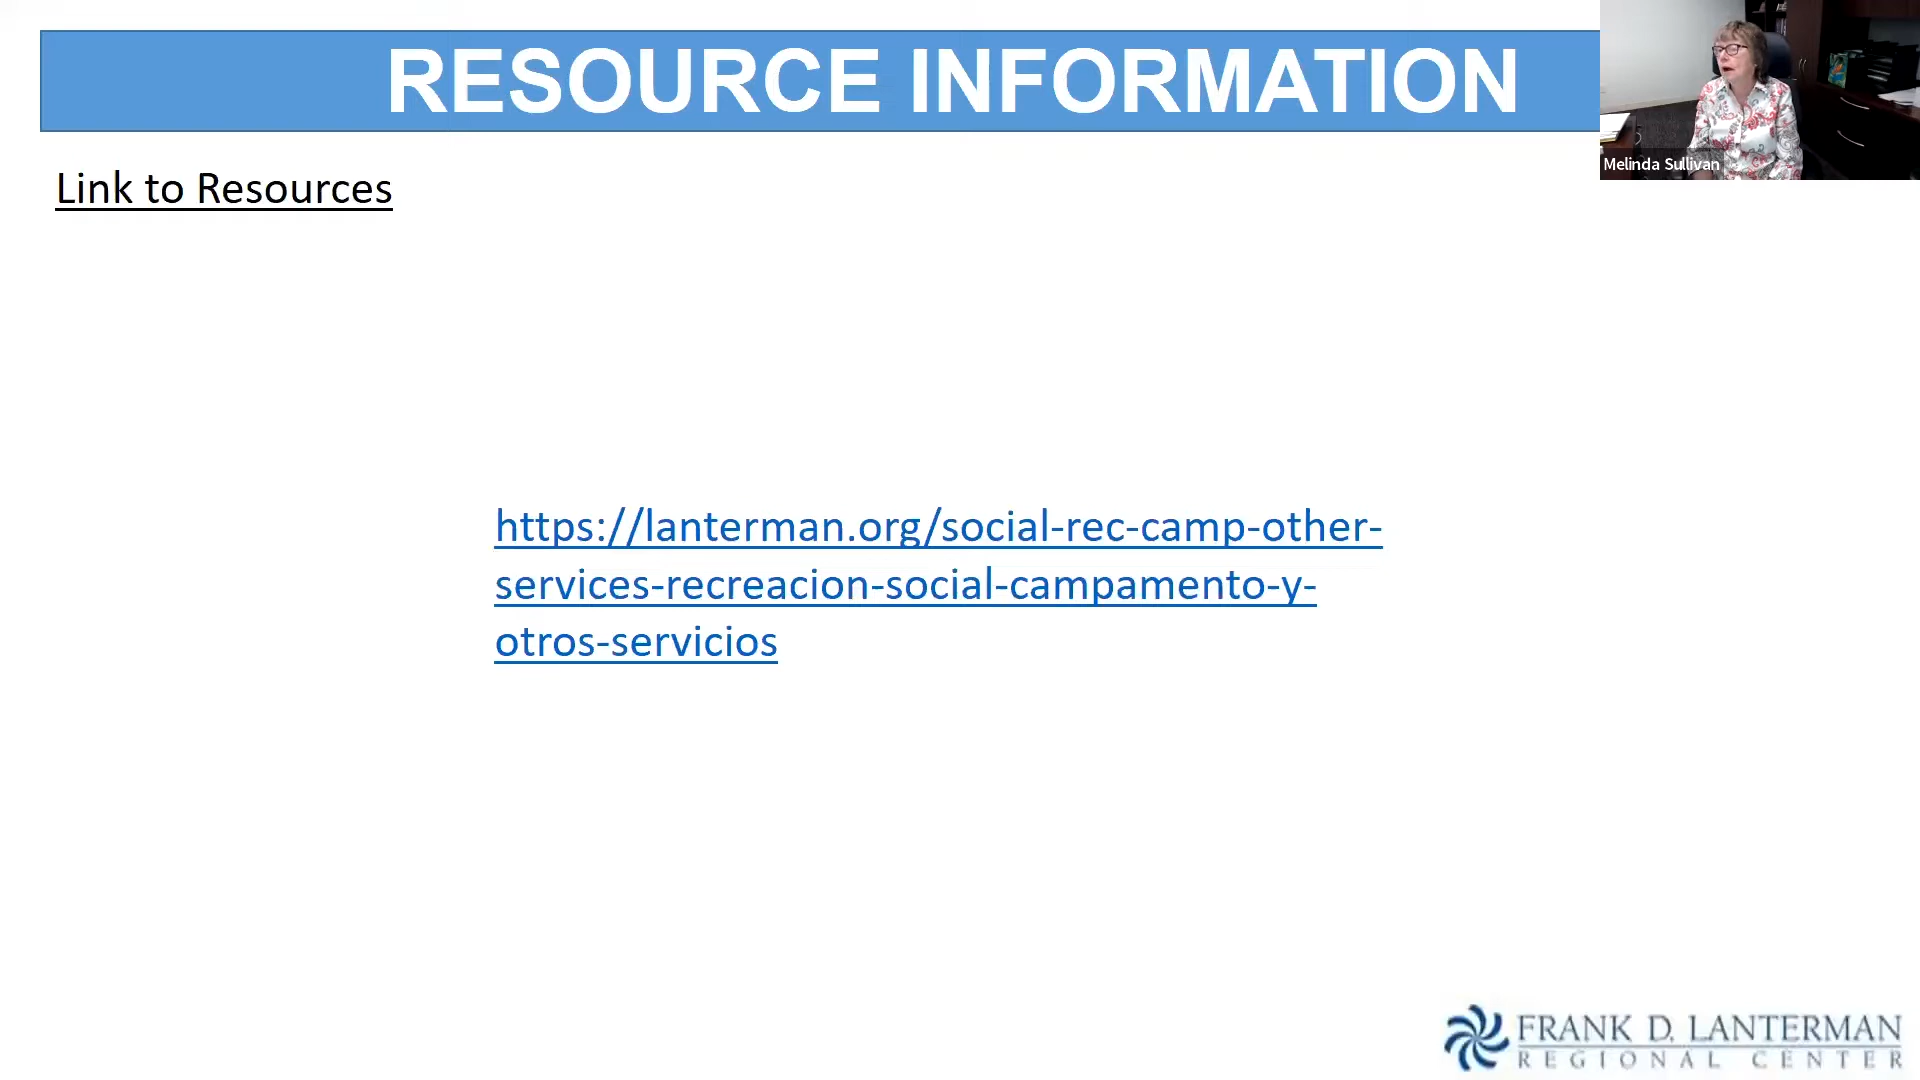 RESOURCE INFORMATION
Melinda Sullivan
Link to Resources
https://lanterman.org/social-rec-camp-other-
services-recreacion-social-campamento-y-
otros-servicios
FRANK D. LANTERMAN
REGIONAL CENTER